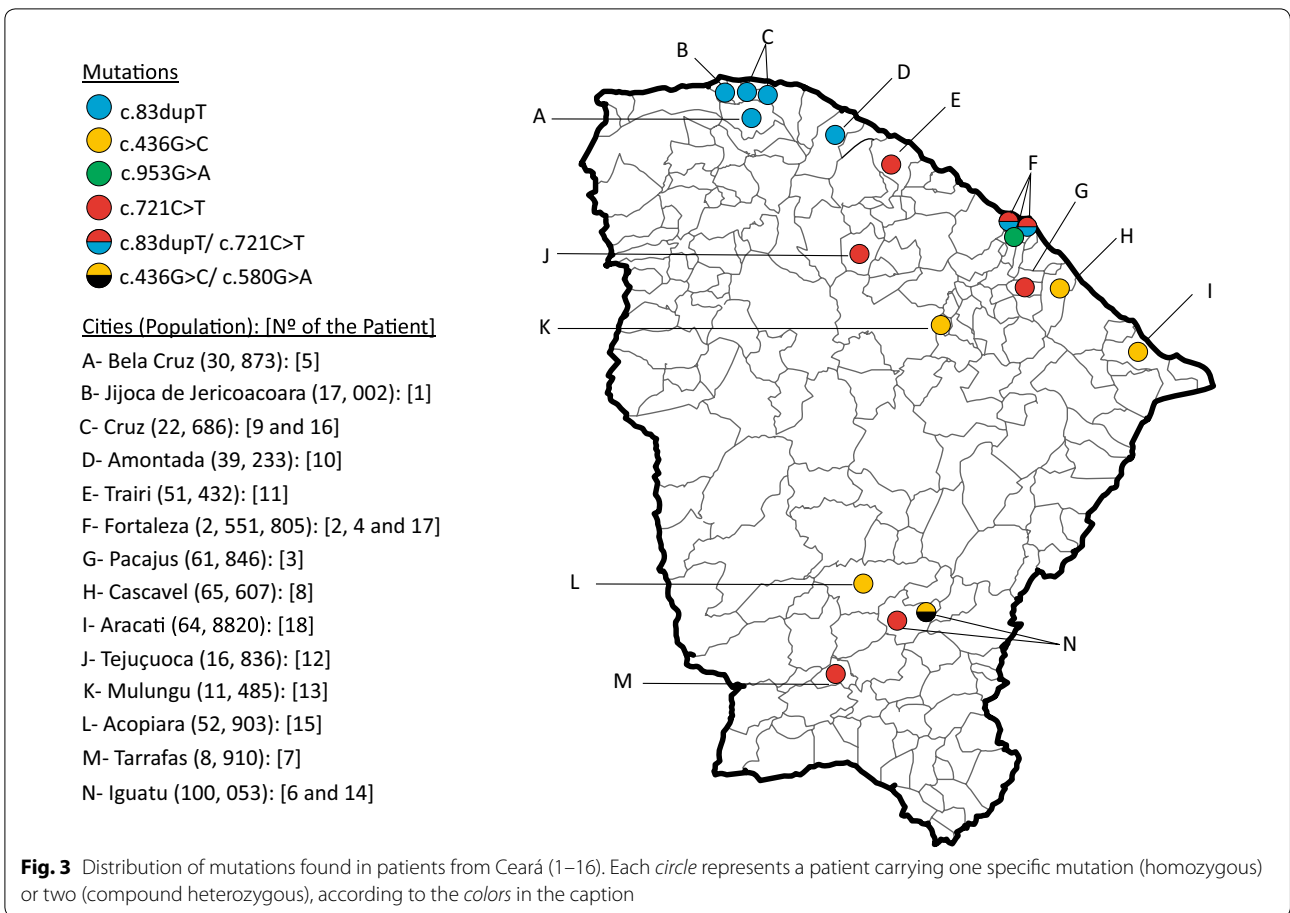 Mutations
c.83dupT
c.436G>C
c.953G>A
c.721C>T
c.83dupT/ c.721C>T
c.436G>C/ c.580G>A
Cities (Population): [Nº of the Patient]
A- Bela Cruz (30, 873): [5]
B- Jijoca de Jericoacoara (17, 002): [1]
C- Cruz (22, 686): [9 and 16]
D- Amontada (39, 233): [10]
E- Trairi (51, 432): [11]
F- Fortaleza (2, 551, 805): [2, 4 and 17]
G- Pacajus (61, 846): [3]
H- Cascavel (65, 607): [8]
I- Aracati (64, 8820): [18]
J- Tejuçuoca (16, 836): [12]
K- Mulungu (11, 485): [13]
L- Acopiara (52, 903): [15]
M- Tarrafas (8, 910): [7]
N- Iguatu (100, 053): [6 and 14]
B
C
D
A
E
F
G
H
J
I
K
L
N
M
Fig. 3 Distribution of mutations found in patients from Ceará (1–16). Each circle represents a patient carrying one specific mutation (homozygous)
or two (compound heterozygous), according to the colors in the caption